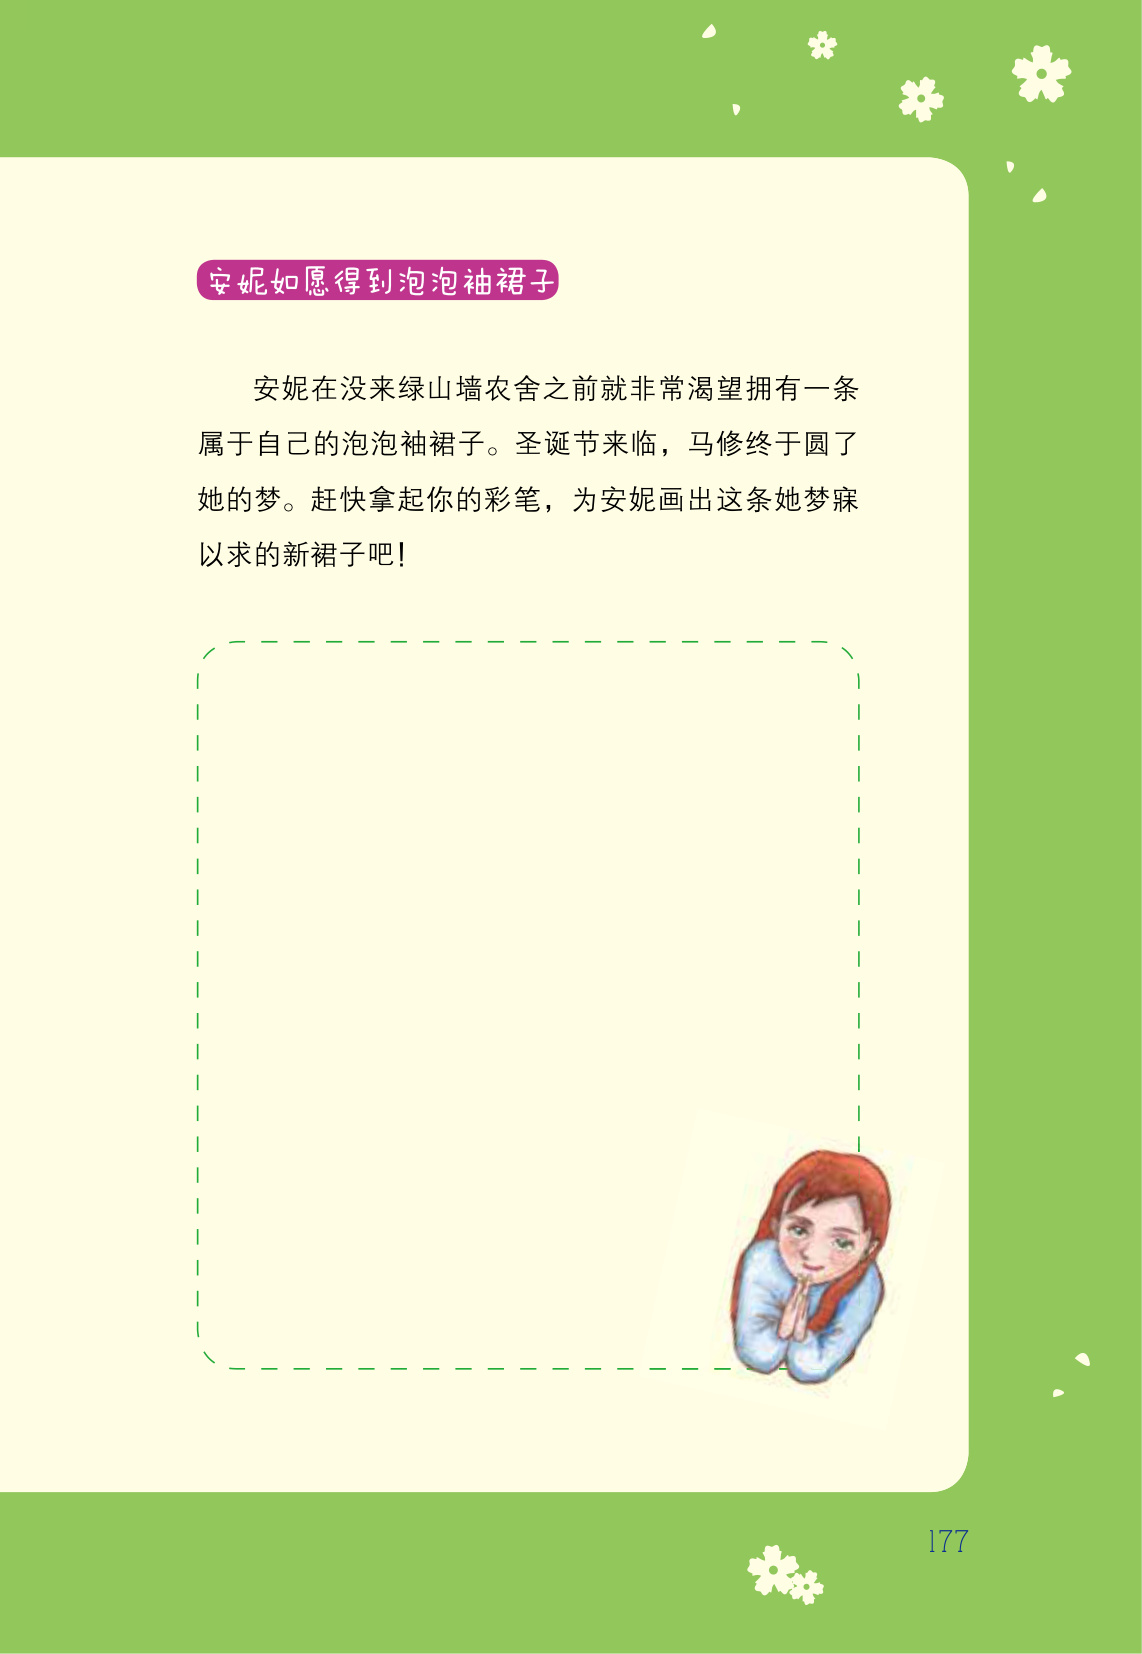 安妮如愿得到泡泡袖裙子
安妮在没来绿山墙农舍之前就非常渴望拥有一条
属于自己的泡泡袖裙子。圣诞节来临，马修终于圆了
她的梦。赶快拿起你的彩笔，为安妮画出这条她梦寐
以求的新裙子吧！
177